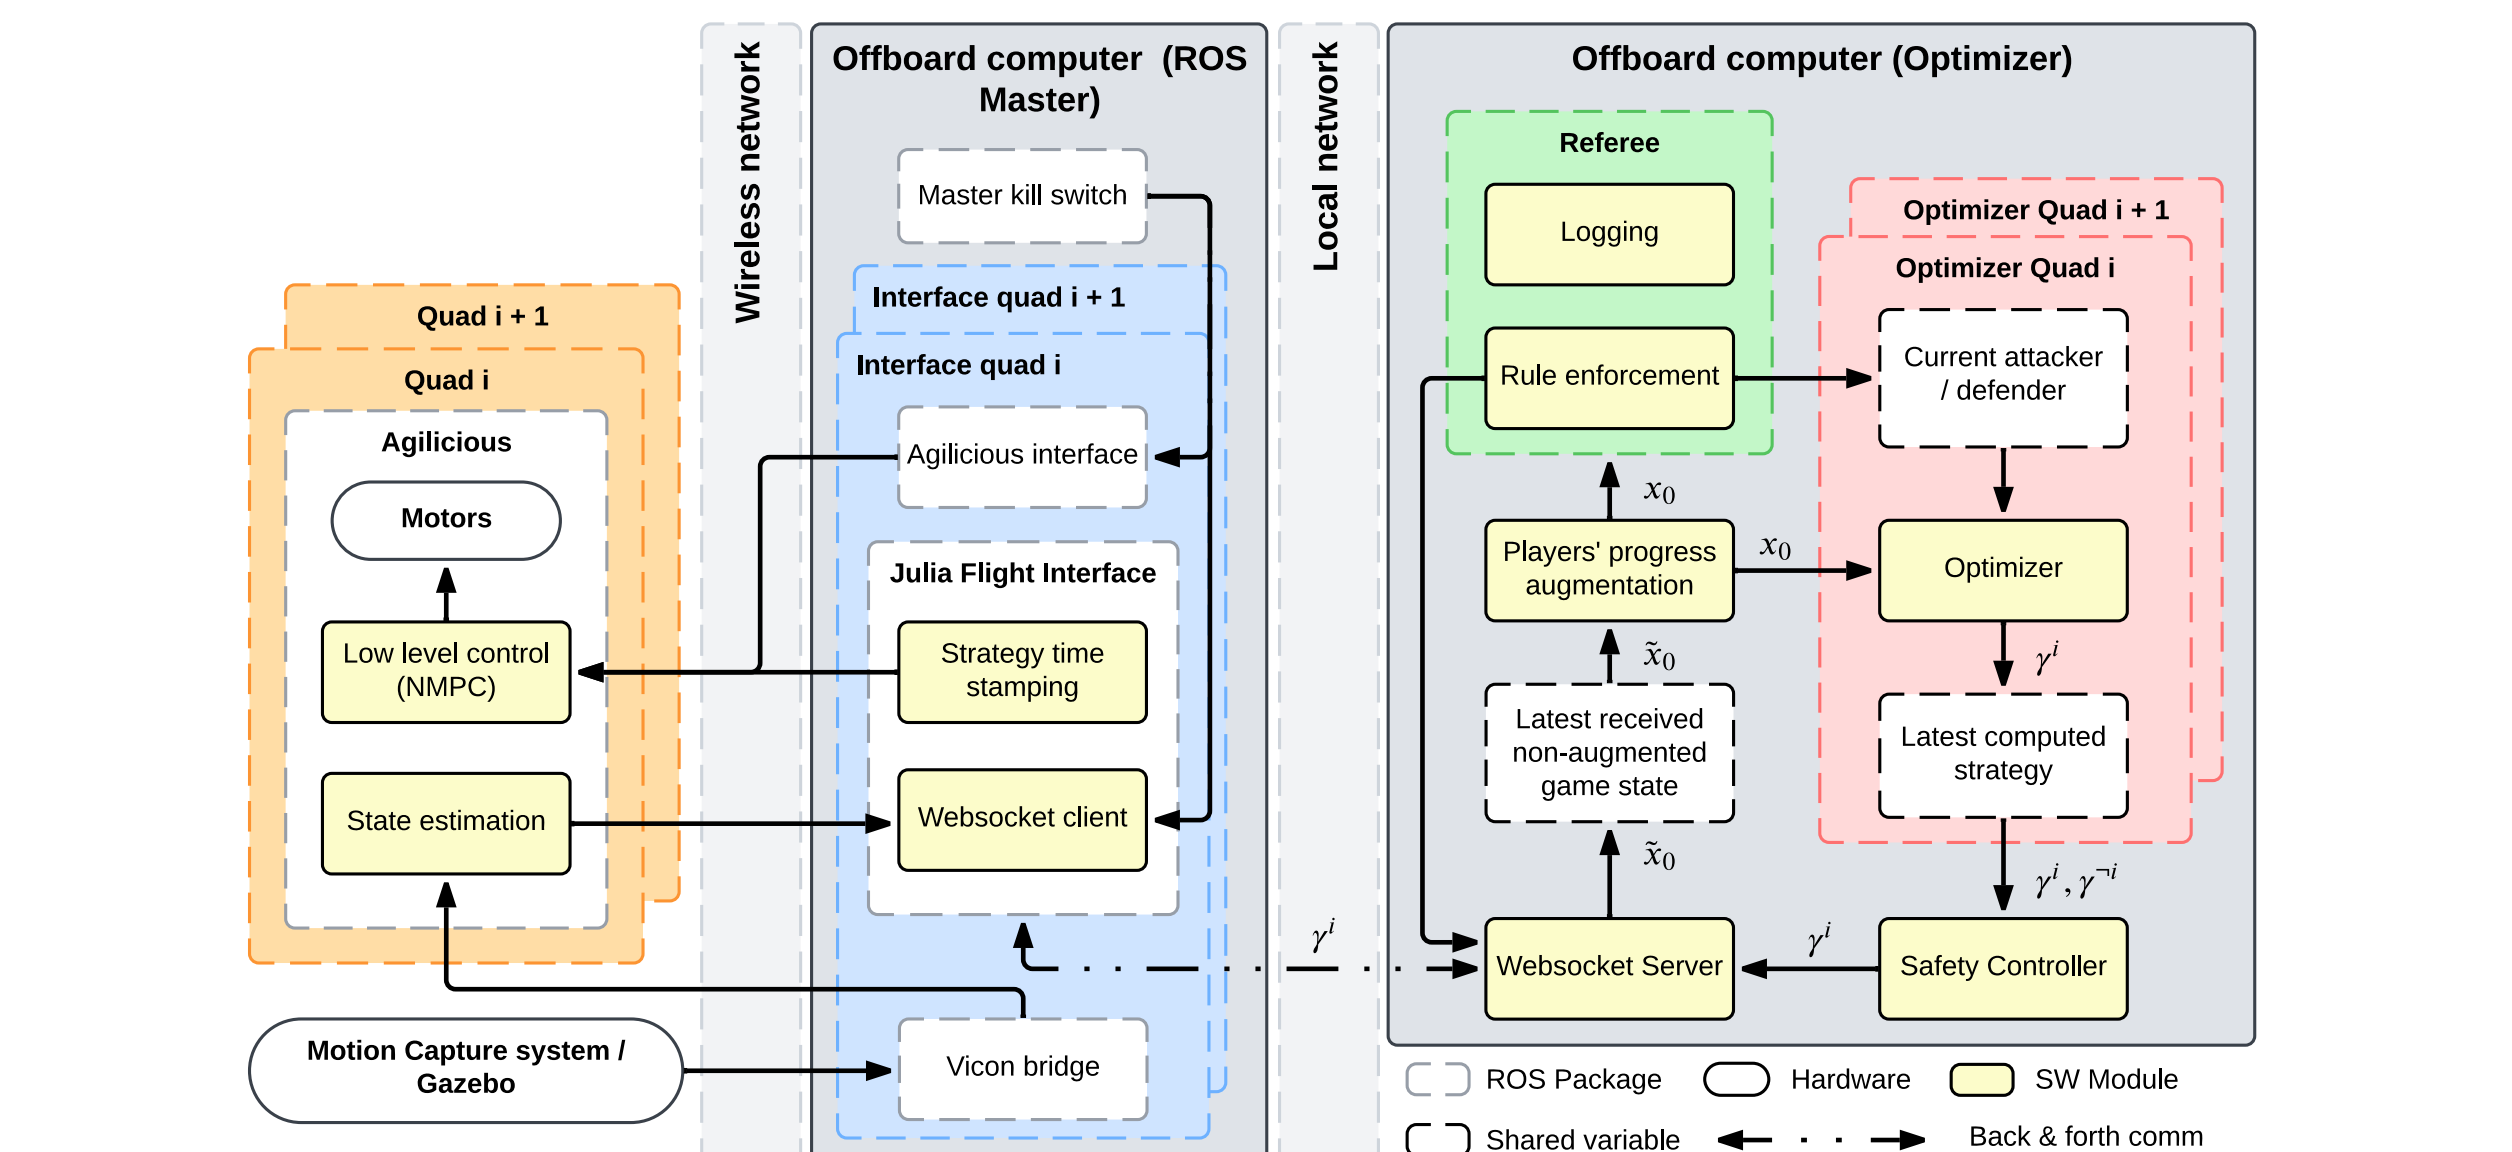 Wireless network
Offboard computer (ROS
Master)
Local network
Offboard computer (Optimizer)
Master kill switch
Referee
Logging
Rule enforcement
Optimizer Quad i + 1
Optimizer Quad i
Current attacker
/ defender
Quad i + 1
Quad i
Agilicious
Motors
Low level control
(NMPC)
State estimation
Interface quad i + 1
Interface quad i
Agilicious interface
Julia Flight Interface
Strategy time
stamping
Websocket client
x₀
Players' progress
augmentation
x₀
Optimizer
x̃₀
γⁱ
Latest received
non-augmented
game state
Latest computed
strategy
x̃₀
γⁱ, γ¬ⁱ
γⁱ
Websocket Server
γⁱ
Safety Controller
Motion Capture system /
Gazebo
Vicon bridge
ROS Package
Hardware
SW Module
Shared variable
Back & forth comm